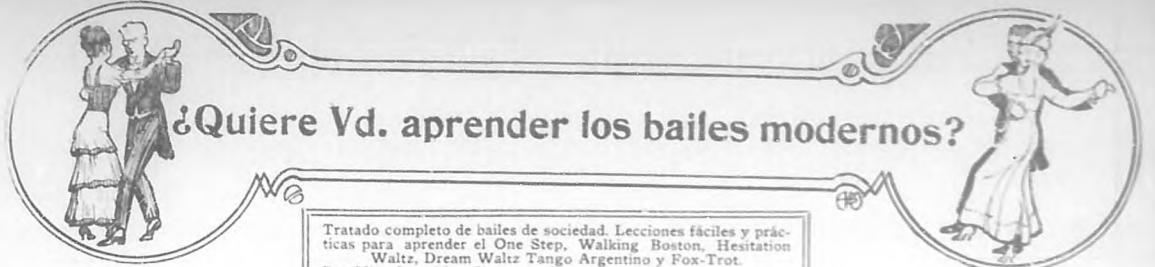 ¿Quiere Vd. aprender los bailes modernos?
Tratado completo de bailes de sociedad. Lecciones fáciles y prác-
ticas para aprender el One Step, Walking Boston, Hesitation
Waltz, Dream Waltz Tango Argentino y Fox-Trot.